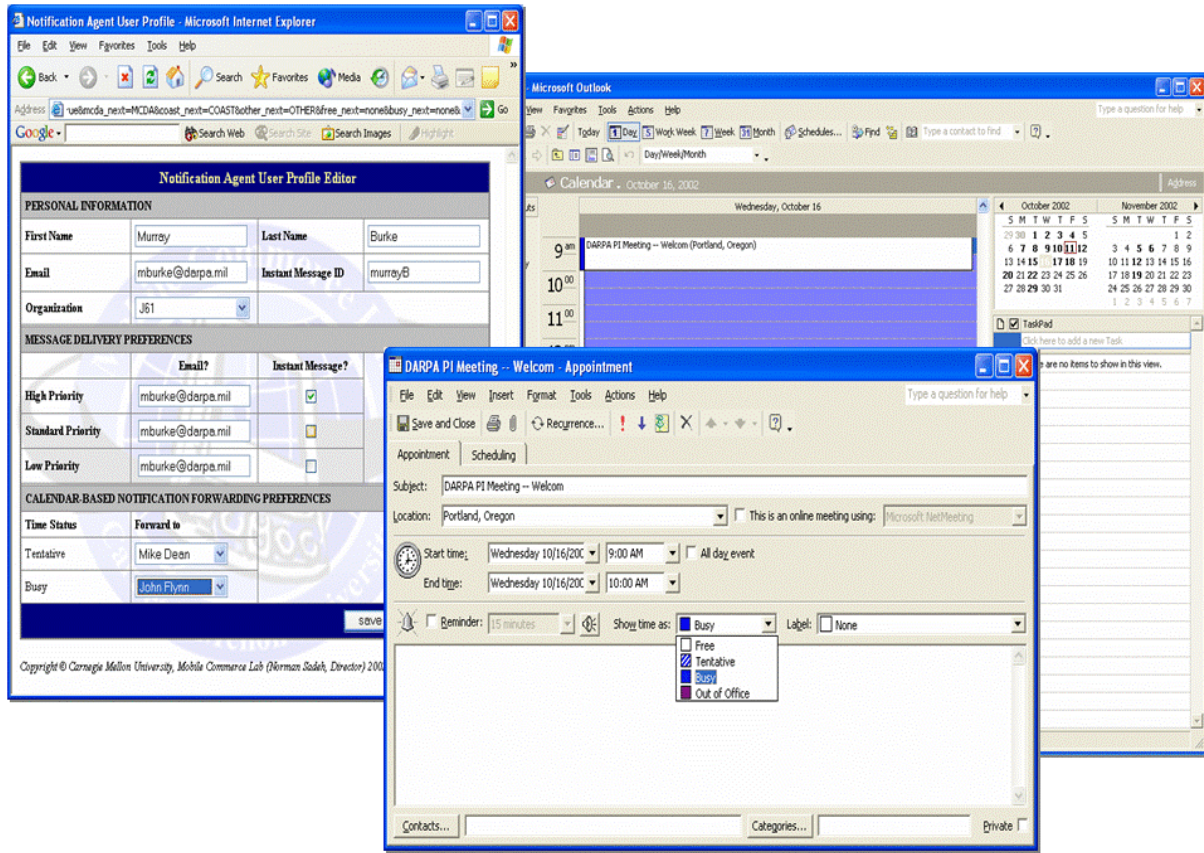 Notification Agent User Profile - Microsoft Internet Explorer
File Edit View Favorites Tools Help
Back Search Favorites Media
Address ue&mcda_next=MCDA&coast_next=COAST&other_next=OTHER&free_next=none&busy_next=none& Go
Google Search Web Search Site Search Images Highlight
Notification Agent User Profile Editor
PERSONAL INFORMATION
First Name Murray Last Name Burke
Email mburke@darpa.mil Instant Message ID murrayB
Organization J61
MESSAGE DELIVERY PREFERENCES
Email? Instant Message?
High Priority mburke@darpa.mil
Standard Priority mburke@darpa.mil
Low Priority mburke@darpa.mil
CALENDAR-BASED NOTIFICATION FORWARDING PREFERENCES
Time Status Forward to
Tentative Mike Dean
Busy John Flynn
save
Copyright © Carnegie Mellon University, Mobile Commerce Lab (Norman Sadeh, Director) 200
- Microsoft Outlook
View Favorites Tools Actions Help Type a question for help
Today 1 Day 5 Work Week 7 Week 31 Month Schedules... Find Type a contact to find
Day/Week/Month
Calendar . October 16, 2002 Address
uts Wednesday, October 16
9 am DARPA PI Meeting -- Welcom (Portland, Oregon)
10 00
11 00
October 2002 November 2002
S M T W T F S S M T W T F S
29 30 1 2 3 4 5 1 2
6 7 8 9 10 11 12 3 4 5 6 7 8 9
13 14 15 17 18 19 10 11 12 13 14 15 16
20 21 22 23 24 25 26 17 18 19 20 21 22 23
27 28 29 30 31 24 25 26 27 28 29 30
1 2 3 4 5 6 7
TaskPad
Click here to add a new Task
e are no items to show in this view.
DARPA PI Meeting -- Welcom - Appointment
File Edit View Insert Format Tools Actions Help Type a question for help
Save and Close Recurrence...
Appointment Scheduling
Subject: DARPA PI Meeting -- Welcom
Location: Portland, Oregon This is an online meeting using: Microsoft NetMeeting
Start time: Wednesday 10/16/200 9:00 AM All day event
End time: Wednesday 10/16/200 10:00 AM
Reminder: 15 minutes Show time as: Busy Label: None
Free
Tentative
Busy
Out of Office
Contacts... Categories... Private